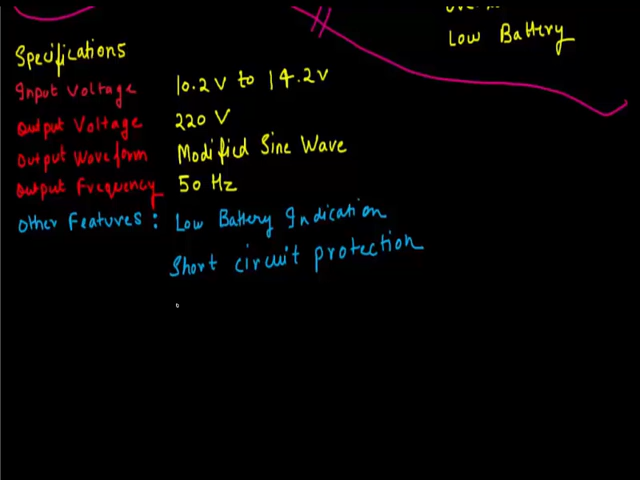 Low Battery
Specifications
Input Voltage 10.2V to 14.2V
Output Voltage 220 V
Output Waveform Modified Sine Wave
Output Frequency 50 Hz
Other Features: Low Battery Indication
Short circuit protection